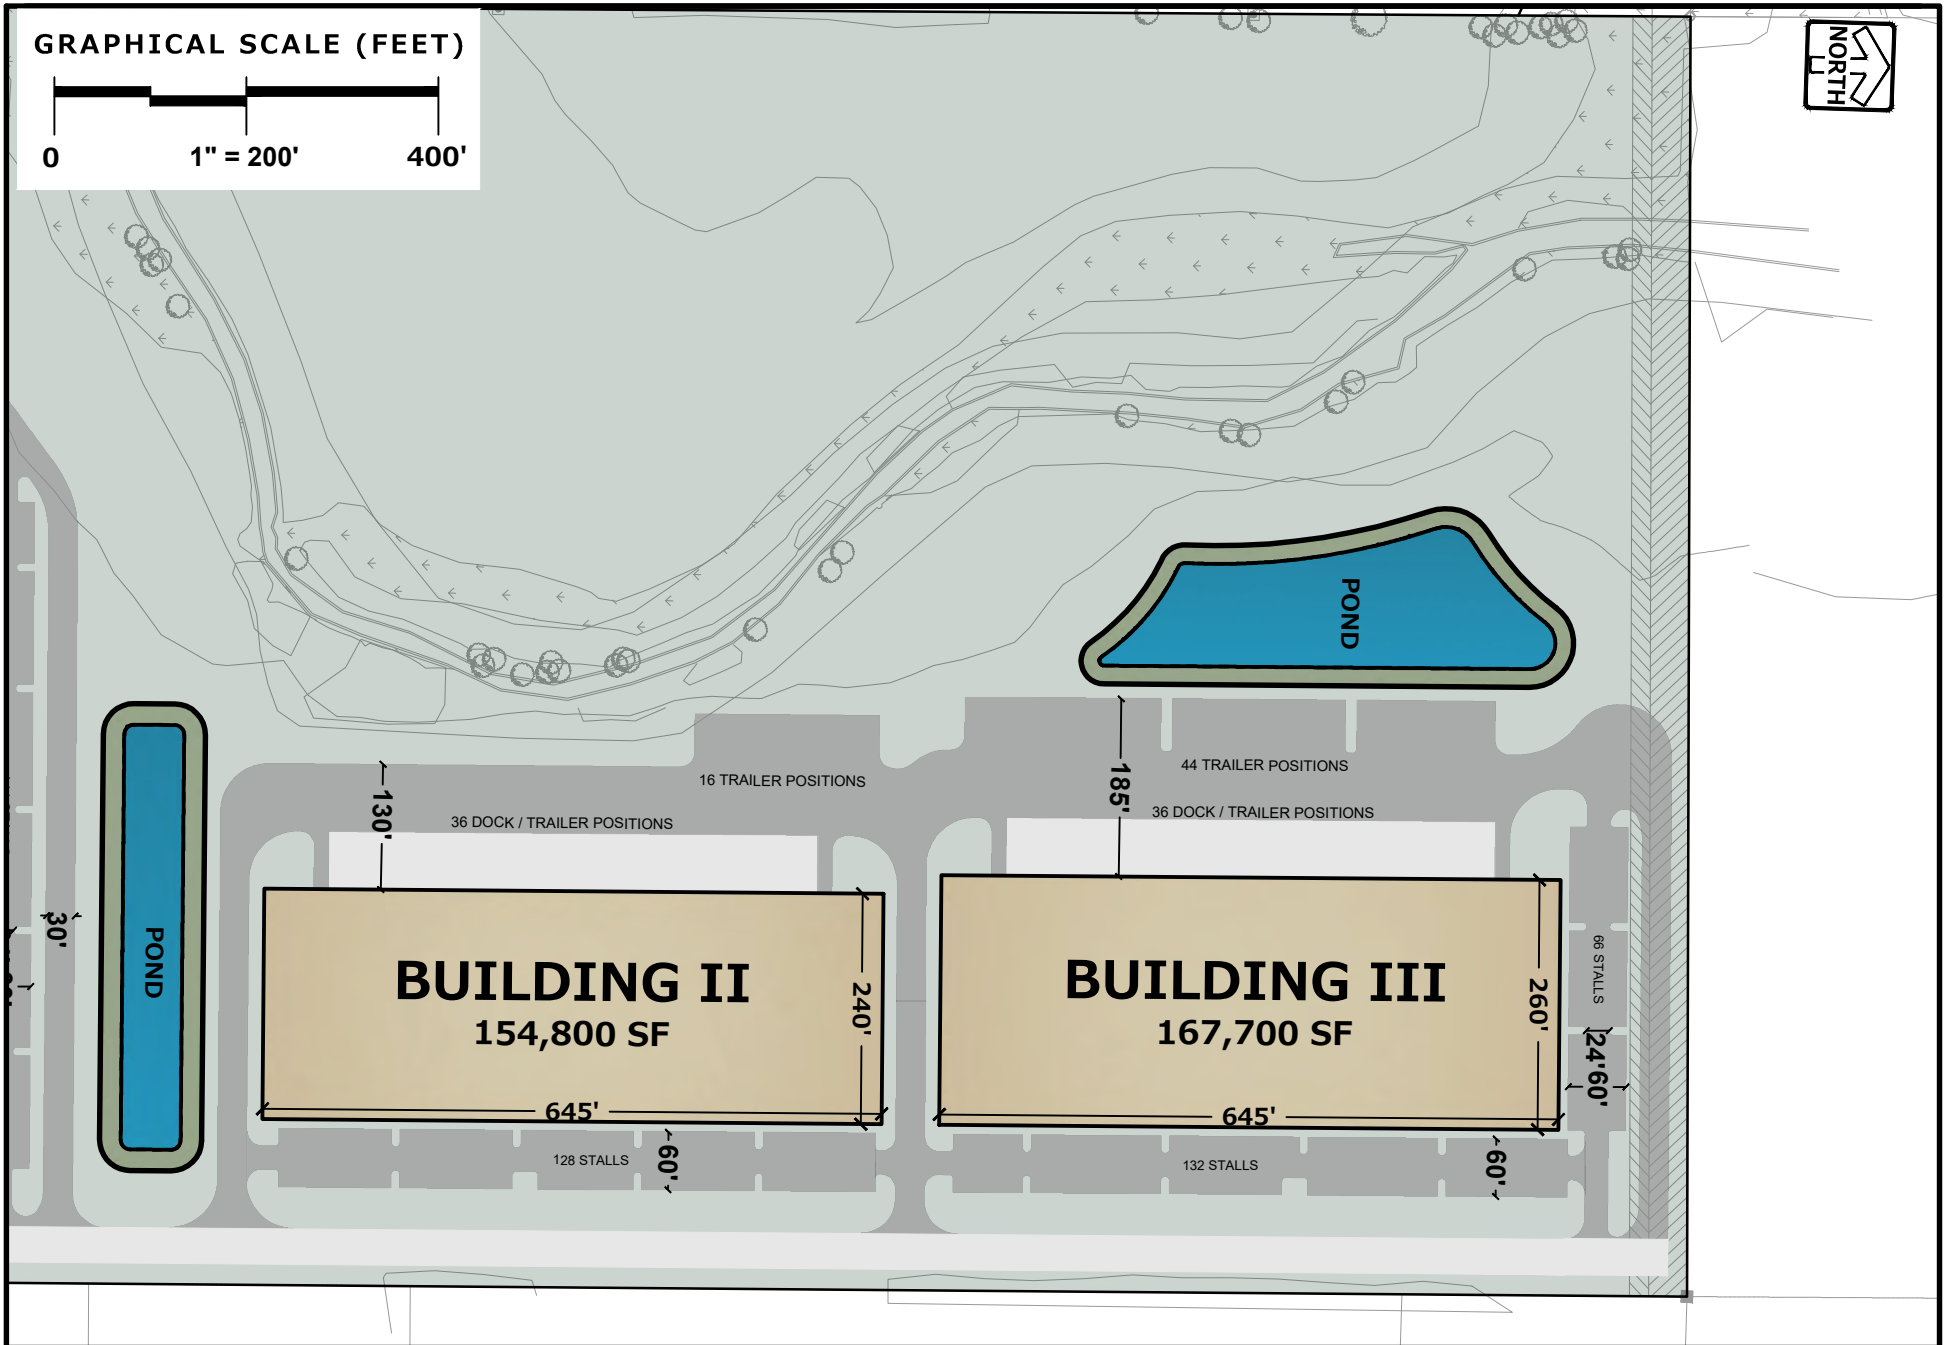 GRAPHICAL SCALE (FEET)
0
1" = 200'
400'
NORTH
POND
16 TRAILER POSITIONS
44 TRAILER POSITIONS
130'
185'
36 DOCK / TRAILER POSITIONS
36 DOCK / TRAILER POSITIONS
30'
POND
BUILDING II
154,800 SF
240'
645'
BUILDING III
167,700 SF
260'
645'
66 STALLS
24'
60'
128 STALLS
60'
132 STALLS
60'